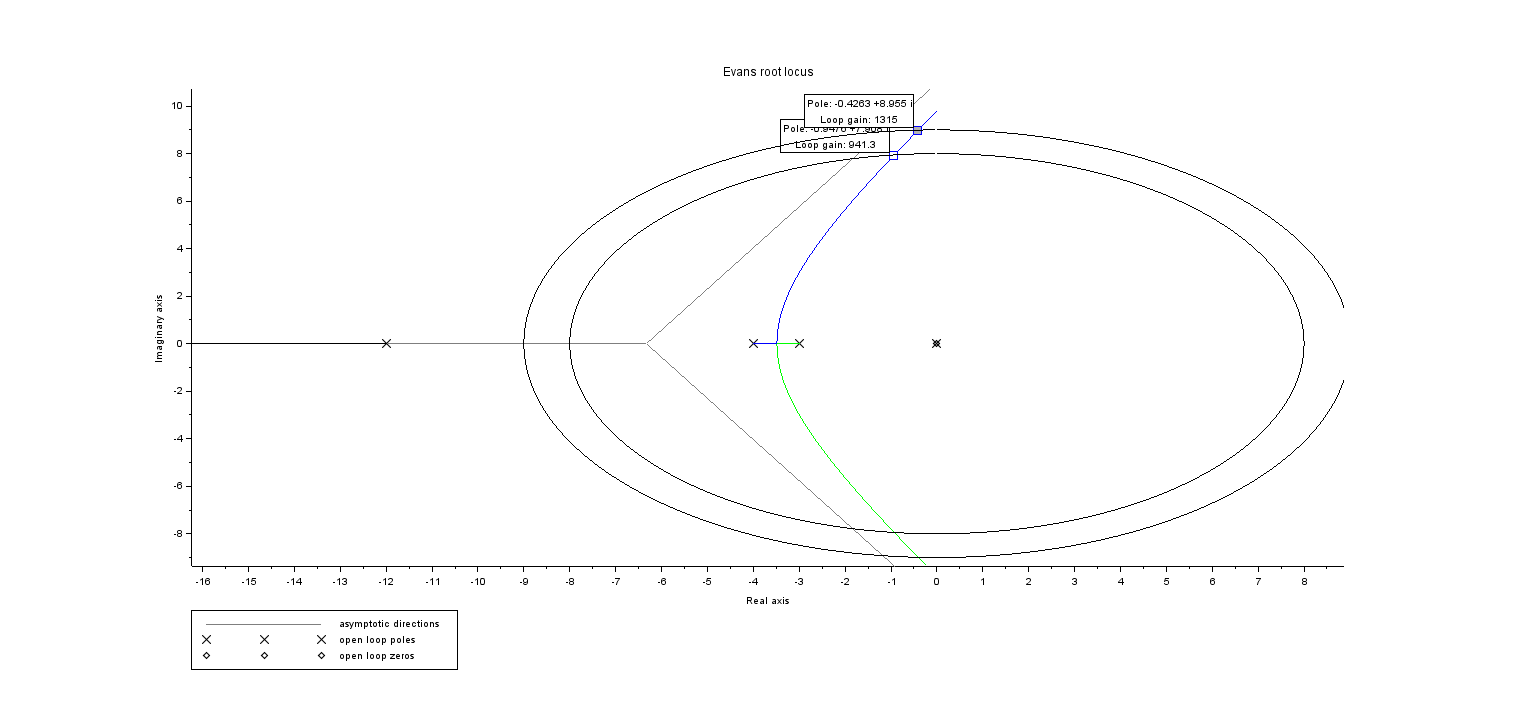 Evans root locus
Pole: -0.4263 +8.955 i
Loop gain: 1315
Pole: -0.9470 +7.908 i
Loop gain: 941.3
10
8
6
4
2
0
-2
-4
-6
-8
Imaginary axis
-16 -15 -14 -13 -12 -11 -10 -9 -8 -7 -6 -5 -4 -3 -2 -1 0 1 2 3 4 5 6 7 8
Real axis
asymptotic directions
open loop poles
open loop zeros